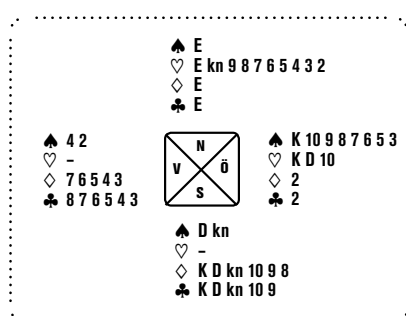 ♠ E
♡ E kn 9 8 7 6 5 4 3 2
♢ E
♣ E
♠ 4 2
♡ –
♢ 7 6 5 4 3
♣ 8 7 6 5 4 3
N
V Ö
S
♠ K 10 9 8 7 6 5 3
♡ K D 10
♢ 2
♣ 2
♠ D kn
♡ –
♢ K D kn 10 9 8
♣ K D kn 10 9